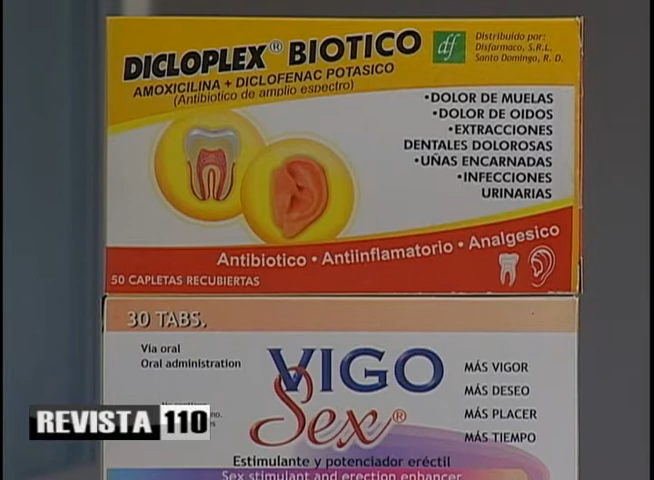 DICLOPLEX® BIOTICO
AMOXICILINA + DICLOFENAC POTASICO
(Antibiotico de amplio espectro)
df
Distribuido por:
Disfarmaco, S.R.L.
Santo Domingo, R. D.
•DOLOR DE MUELAS
•DOLOR DE OIDOS
•EXTRACCIONES
DENTALES DOLOROSAS
•UÑAS ENCARNADAS
•INFECCIONES
URINARIAS
Antibiotico • Antiinflamatorio • Analgesico
50 CAPLETAS RECUBIERTAS
30 TABS.
Via oral
Oral administration
VIGO
Sex®
MÁS VIGOR
MÁS DESEO
MÁS PLACER
MÁS TIEMPO
Estimulante y potenciador eréctil
Sex stimulant and erection enhancer
REVISTA 110